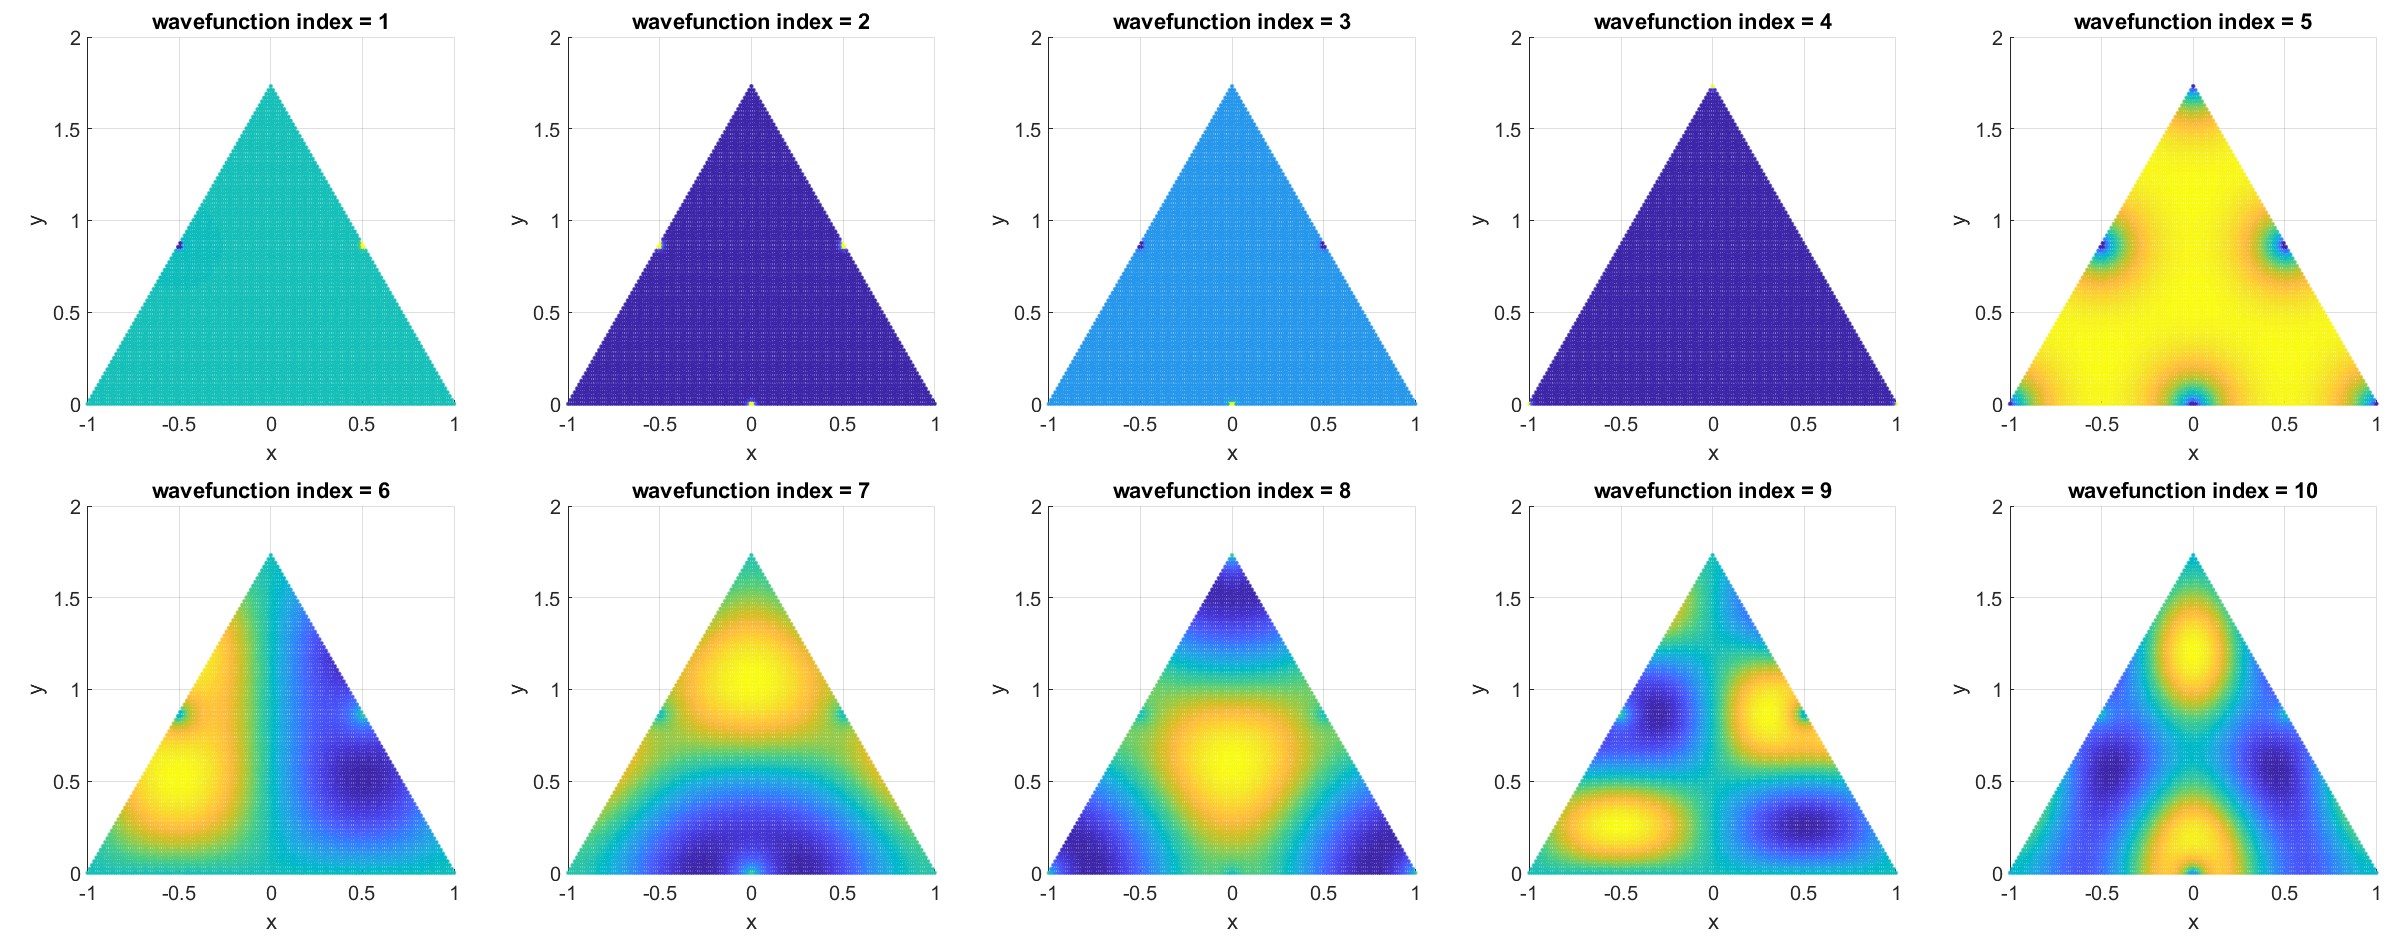 wavefunction index = 1
wavefunction index = 2
wavefunction index = 3
wavefunction index = 4
wavefunction index = 5
2 2 2 2 2
1.5 1.5 1.5 1.5 1.5
y 1 y 1 y 1 y 1 y 1
0.5 0.5 0.5 0.5 0.5
0 0 0 0 0
-1 -0.5 0 0.5 1 -1 -0.5 0 0.5 1 -1 -0.5 0 0.5 1 -1 -0.5 0 0.5 1 -1 -0.5 0 0.5 1
x x x x x
wavefunction index = 6
wavefunction index = 7
wavefunction index = 8
wavefunction index = 9
wavefunction index = 10
2 2 2 2 2
1.5 1.5 1.5 1.5 1.5
y 1 y 1 y 1 y 1 y 1
0.5 0.5 0.5 0.5 0.5
0 0 0 0 0
-1 -0.5 0 0.5 1 -1 -0.5 0 0.5 1 -1 -0.5 0 0.5 1 -1 -0.5 0 0.5 1 -1 -0.5 0 0.5 1
x x x x x